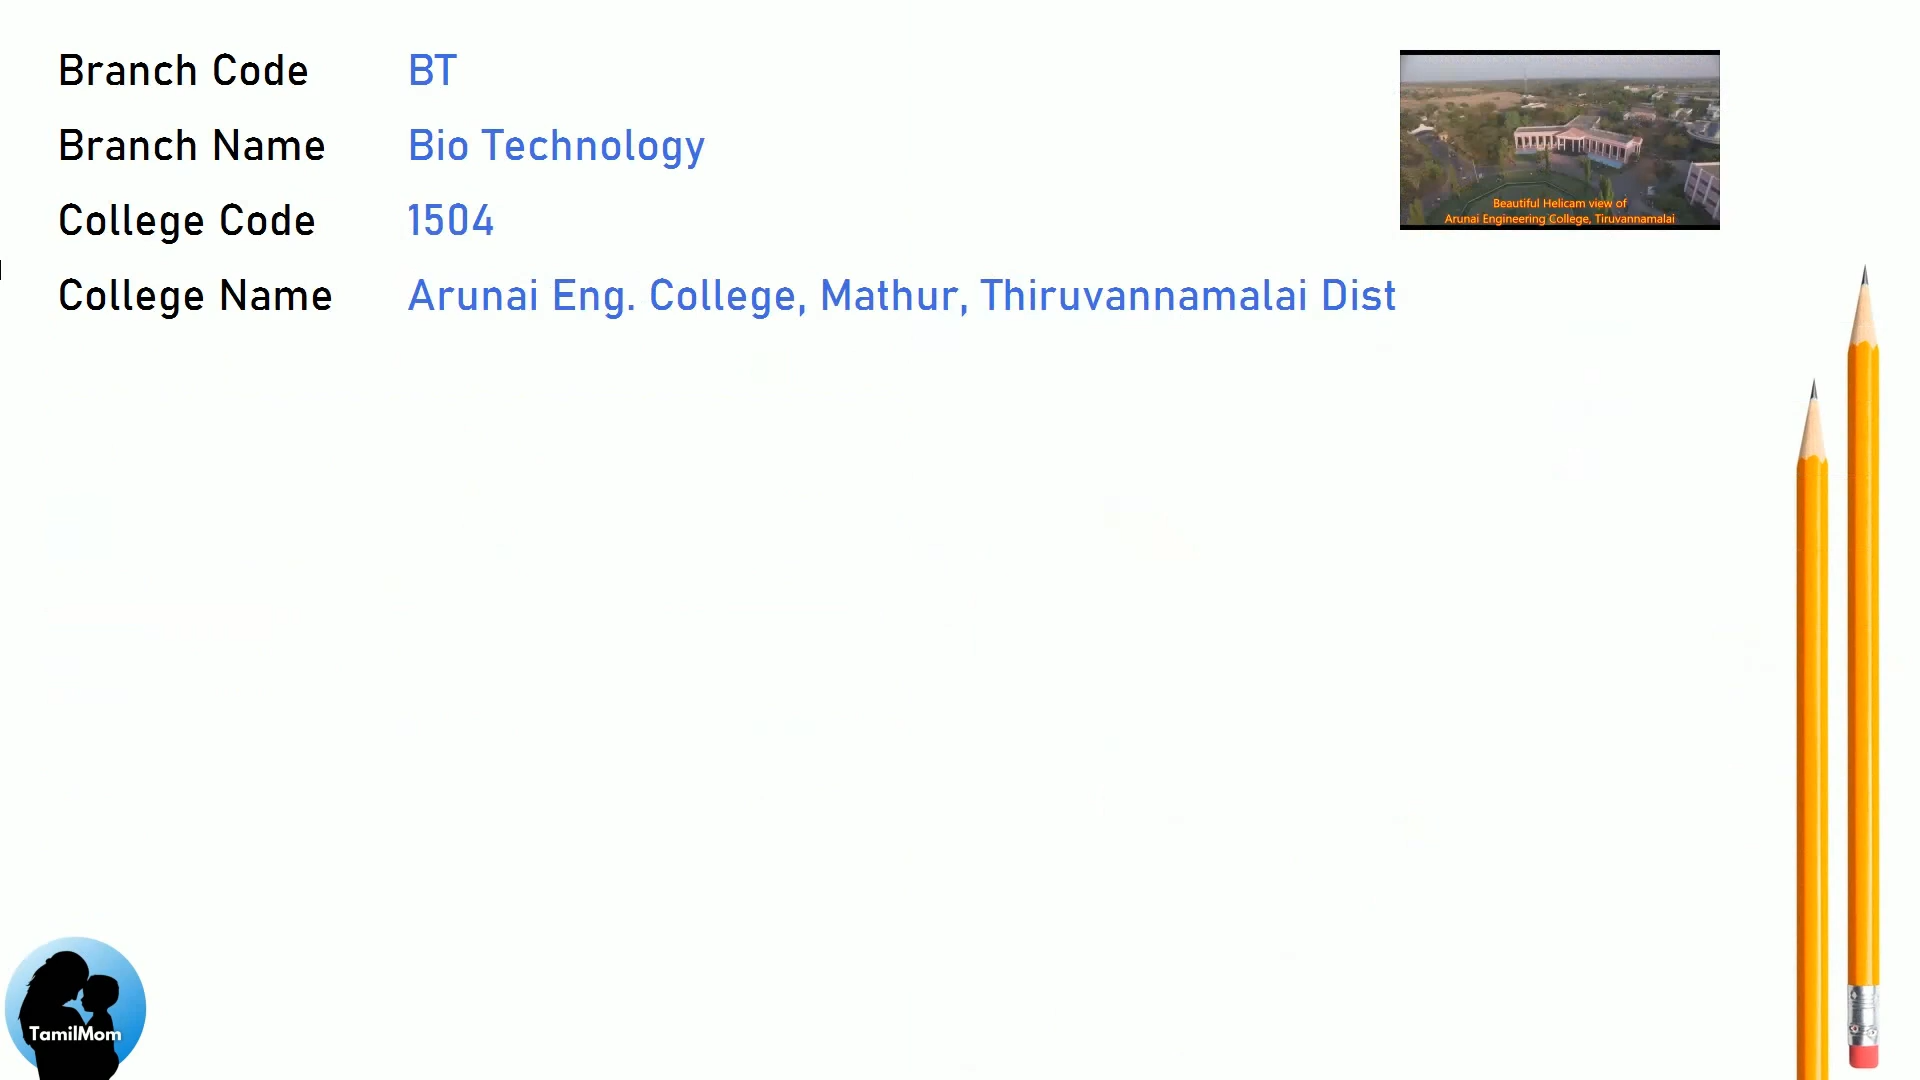 Branch Code BT
Branch Name Bio Technology
College Code 1504
College Name Arunai Eng. College, Mathur, Thiruvannamalai Dist
Beautiful Helicam view of
Arunai Engineering College, Tiruvannamalai
TamilMom